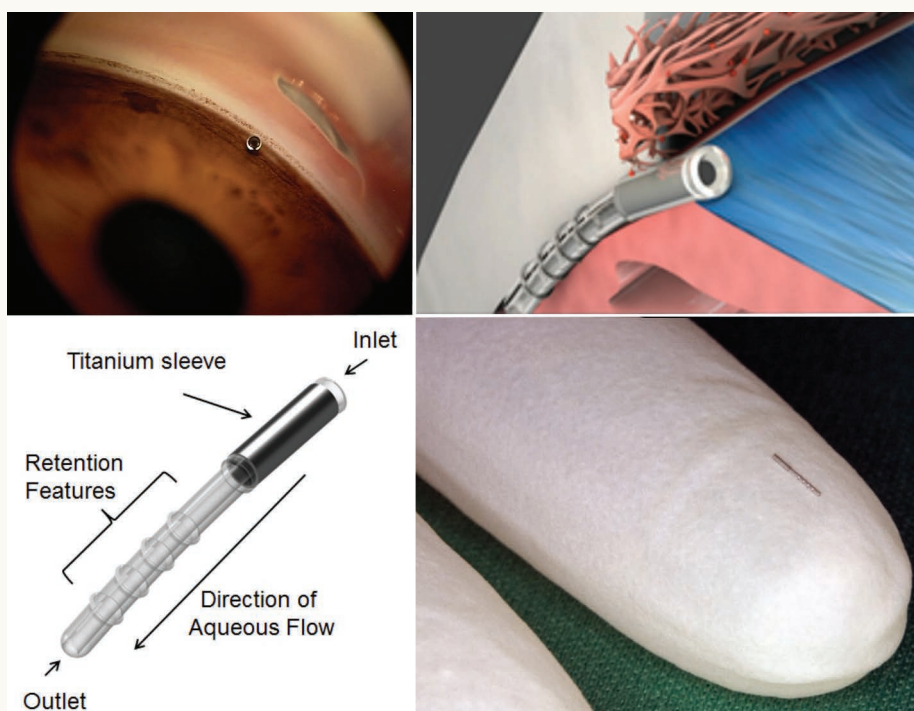 Titanium sleeve
Inlet
Retention
Features
Direction of
Aqueous Flow
Outlet